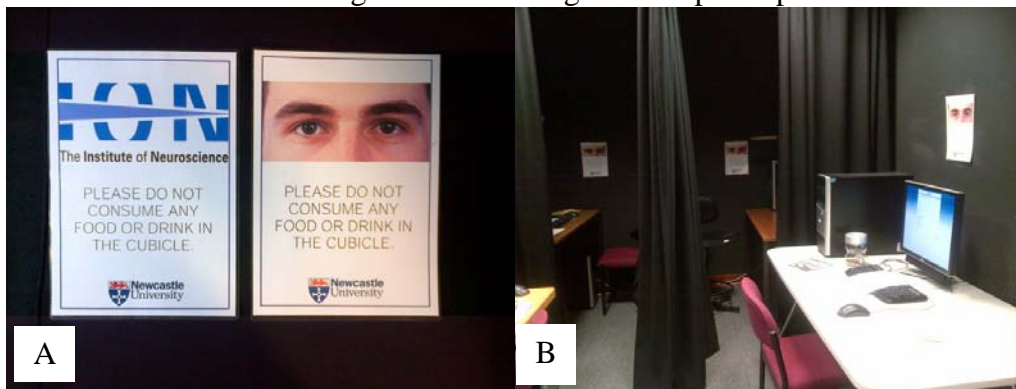 ION
The Institute of Neuroscience
PLEASE DO NOT
CONSUME ANY
FOOD OR DRINK IN
THE CUBICLE.
Newcastle
University
PLEASE DO NOT
CONSUME ANY
FOOD OR DRINK IN
THE CUBICLE.
Newcastle
University
A
B